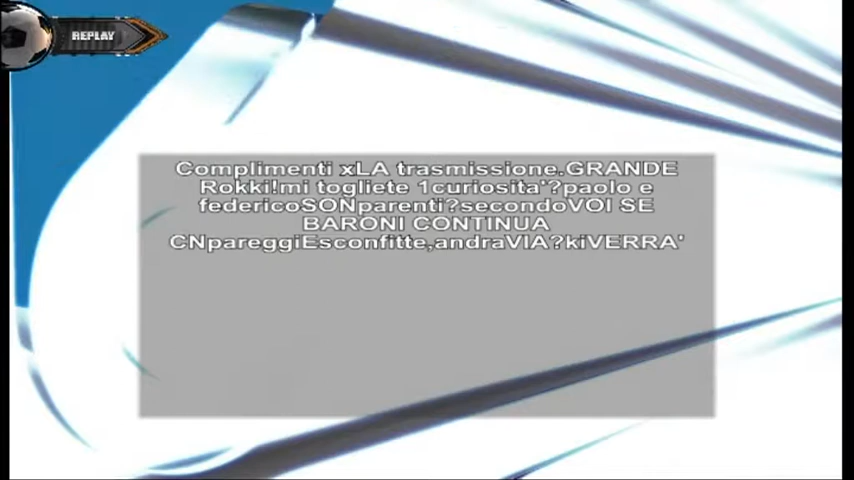 REPLAY
Complimenti xLA trasmissione.GRANDE
Rokki!mi togliete 1curiosita'?paolo e
federicoSONparenti?secondoVOI SE
BARONI CONTINUA
CNpareggiEsconfitte,andraVIA?kiVERRA'